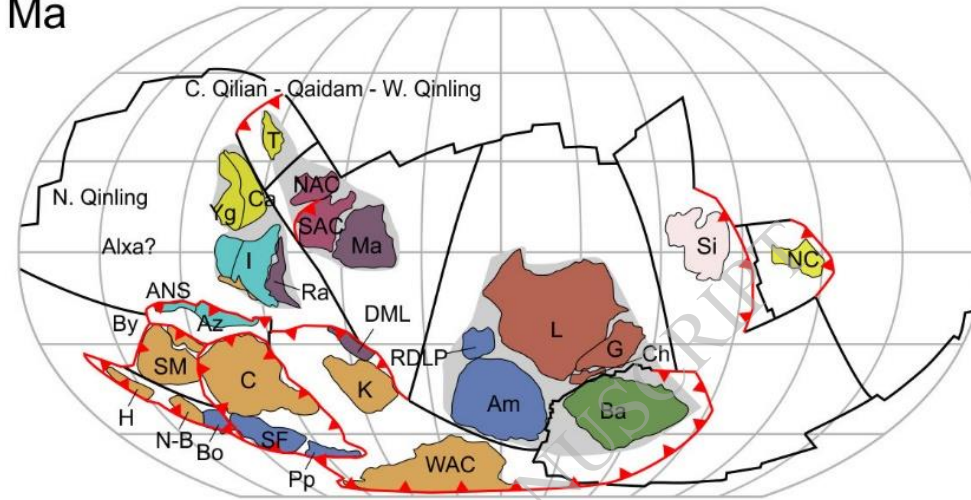 Ma
C. Qilian - Qaidam - W. Qinling
T
NAC
N. Qinling
Ca
Yg
SAC
Ma
Si
NC
Alxa?
I
Ra
ANS
DML
By
Az
L
RDLP
G
Ch
SM
C
K
Am
Ba
H
N-B
Bo
SF
Pp
WAC
NUSCRIPT